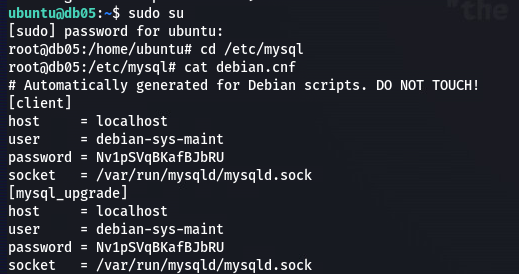 "the
ubuntu@db05:~$ sudo su
[sudo] password for ubuntu:
root@db05:/home/ubuntu# cd /etc/mysql
root@db05:/etc/mysql# cat debian.cnf
# Automatically generated for Debian scripts. DO NOT TOUCH!
[client]
host     = localhost
user     = debian-sys-maint
password = Nv1pSVqBKafBJbRU
socket   = /var/run/mysqld/mysqld.sock
[mysql_upgrade]
host     = localhost
user     = debian-sys-maint
password = Nv1pSVqBKafBJbRU
socket   = /var/run/mysqld/mysqld.sock